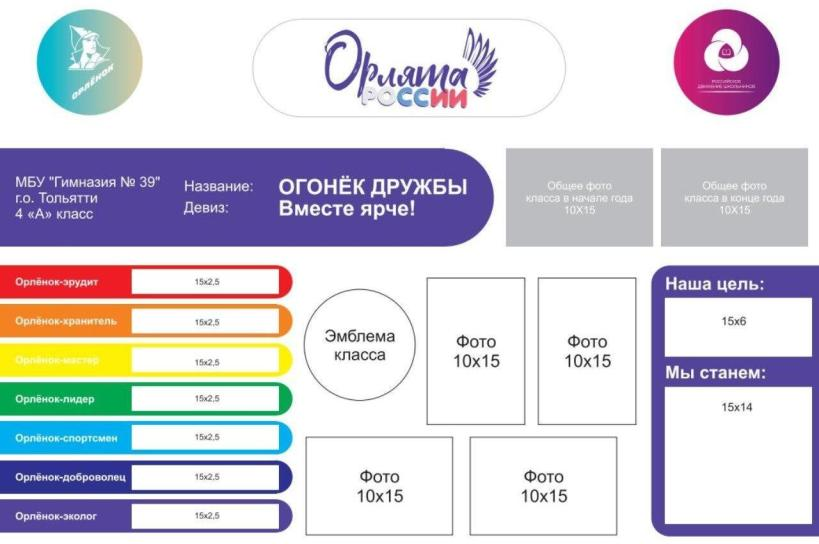 ОРЛЁНОК
Орлята
РОССИИ
РОССИЙСКОЕ
ДВИЖЕНИЕ ШКОЛЬНИКОВ
МБУ "Гимназия № 39"
г.о. Тольятти
4 «А» класс
Название: ОГОНЁК ДРУЖБЫ
Девиз: Вместе ярче!
Общее фото
класса в начале года
10Х15
Общее фото
класса в конце года
10Х15
Орлёнок-эрудит 15х2,5
Орлёнок-хранитель 15х2,5
Орлёнок-мастер 15х2,5
Орлёнок-лидер 15х2,5
Орлёнок-спортсмен 15х2,5
Орлёнок-доброволец 15х2,5
Орлёнок-эколог 15х2,5
Эмблема
класса
Фото
10х15
Фото
10х15
Фото
10х15
Фото
10х15
Наша цель:
15х6
Мы станем:
15х14